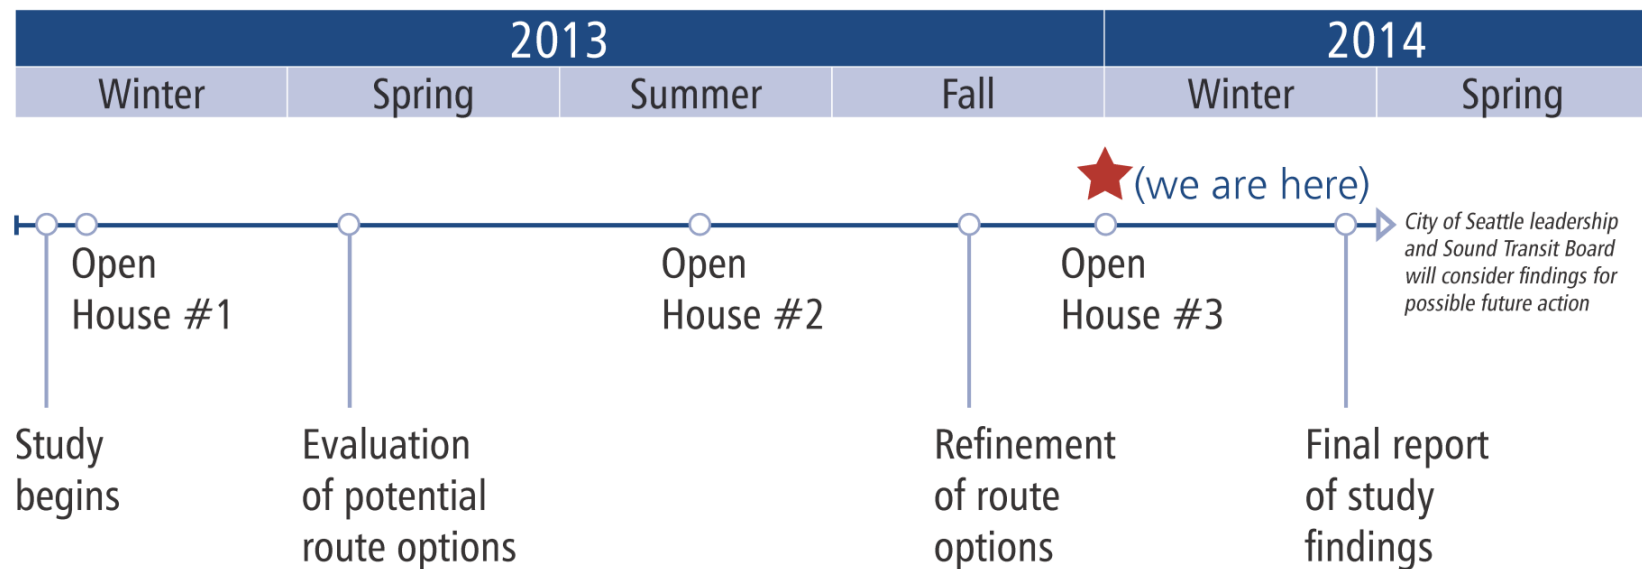 2013
2014
Winter
Spring
Summer
Fall
Winter
Spring
(we are here)
Open
House #1
Open
House #2
Open
House #3
City of Seattle leadership
and Sound Transit Board
will consider findings for
possible future action
Study
begins
Evaluation
of potential
route options
Refinement
of route
options
Final report
of study
findings